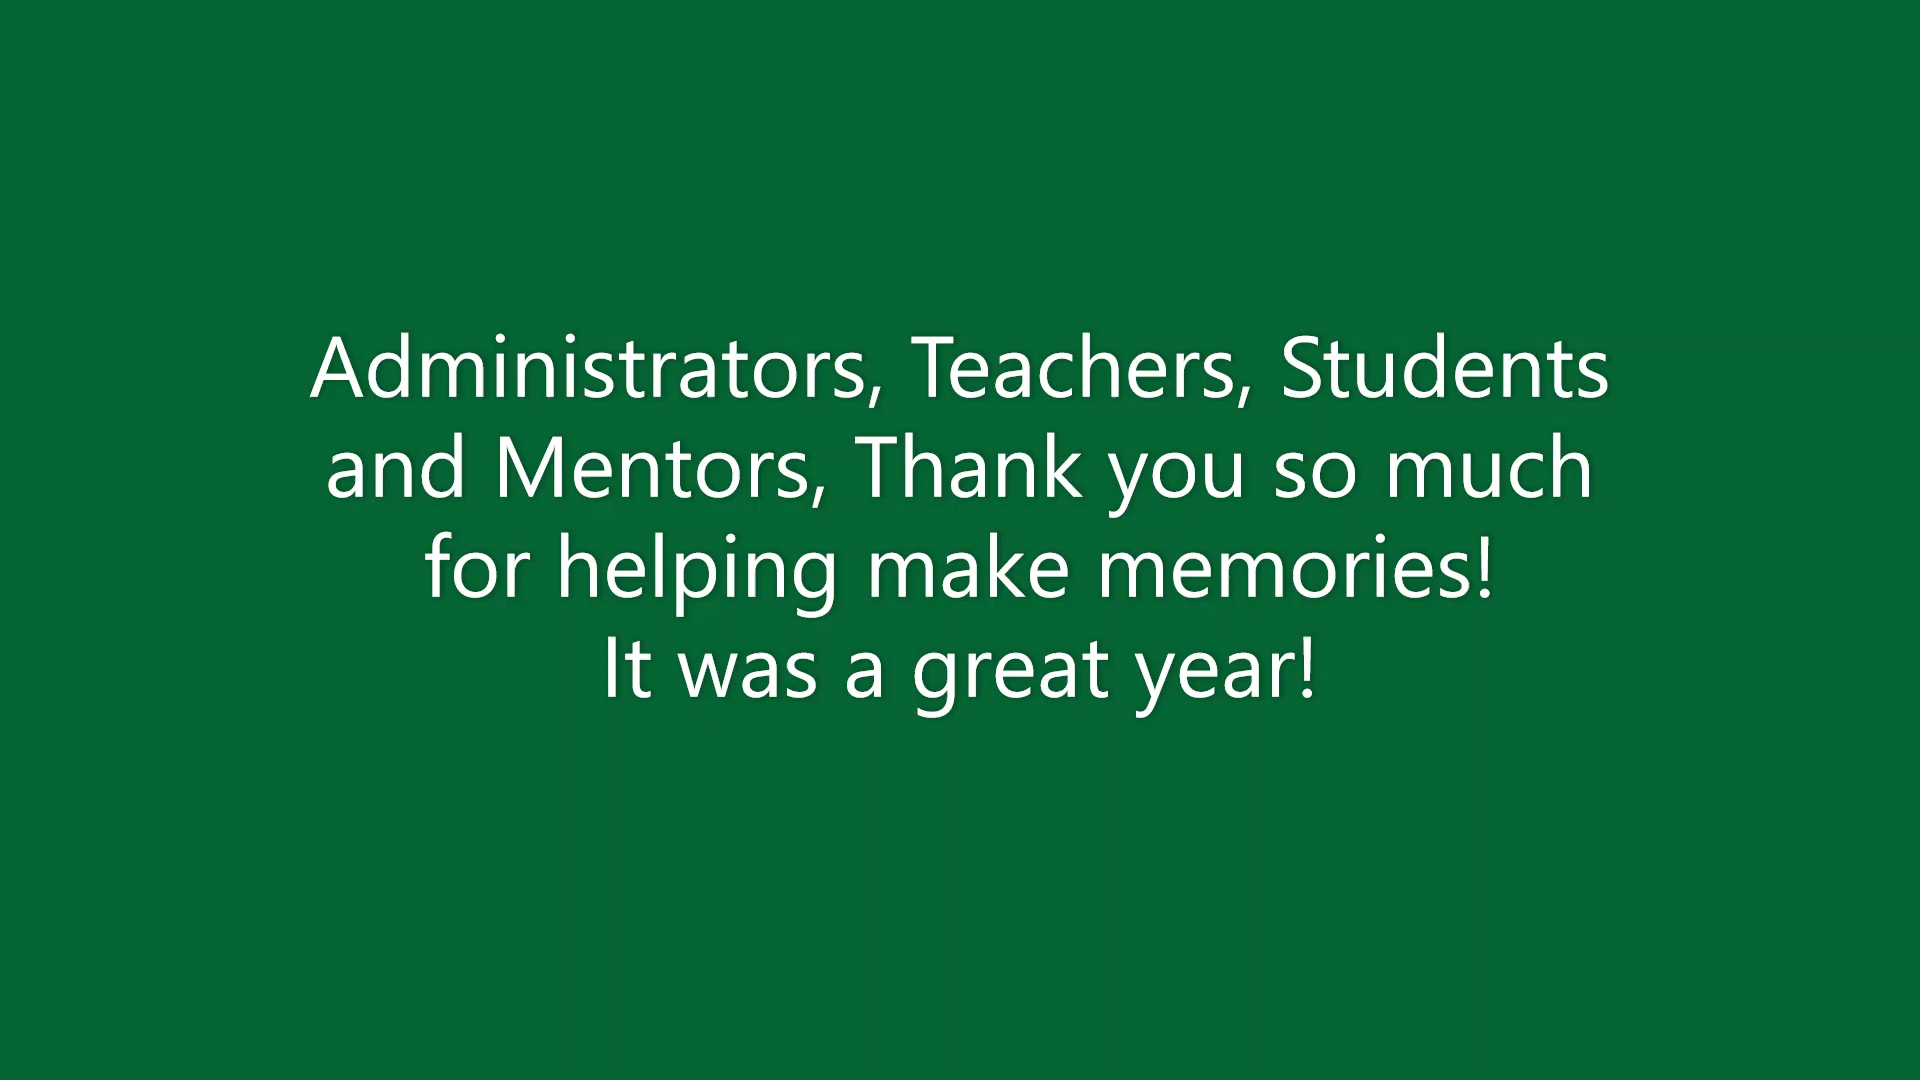 Administrators, Teachers, Students
and Mentors, Thank you so much
for helping make memories!
It was a great year!